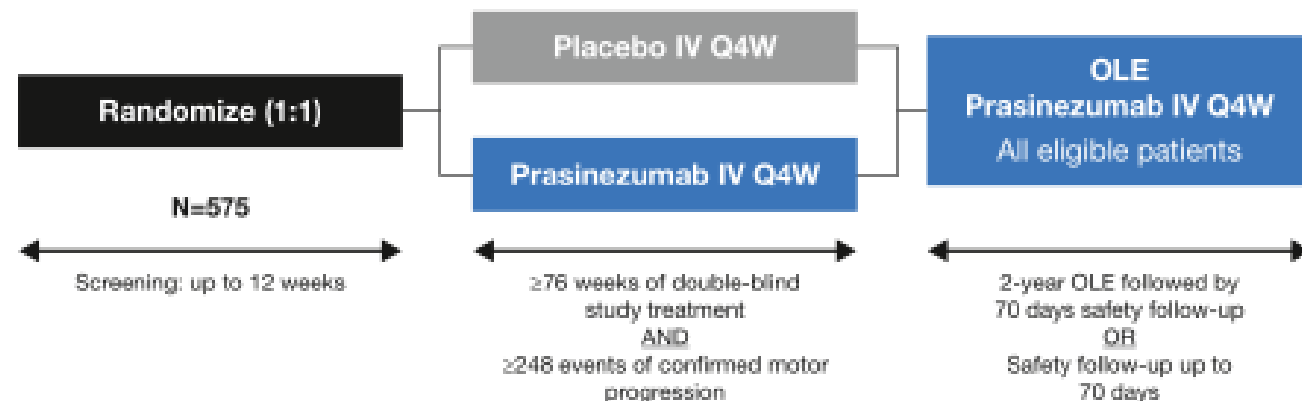 Randomize (1:1)
N=575
Screening: up to 12 weeks
Placebo IV Q4W
Prasinezumab IV Q4W
≥76 weeks of double-blind
study treatment
AND
≥248 events of confirmed motor
progression
OLE
Prasinezumab IV Q4W
All eligible patients
2-year OLE followed by
70 days safety follow-up
OR
Safety follow-up up to
70 days